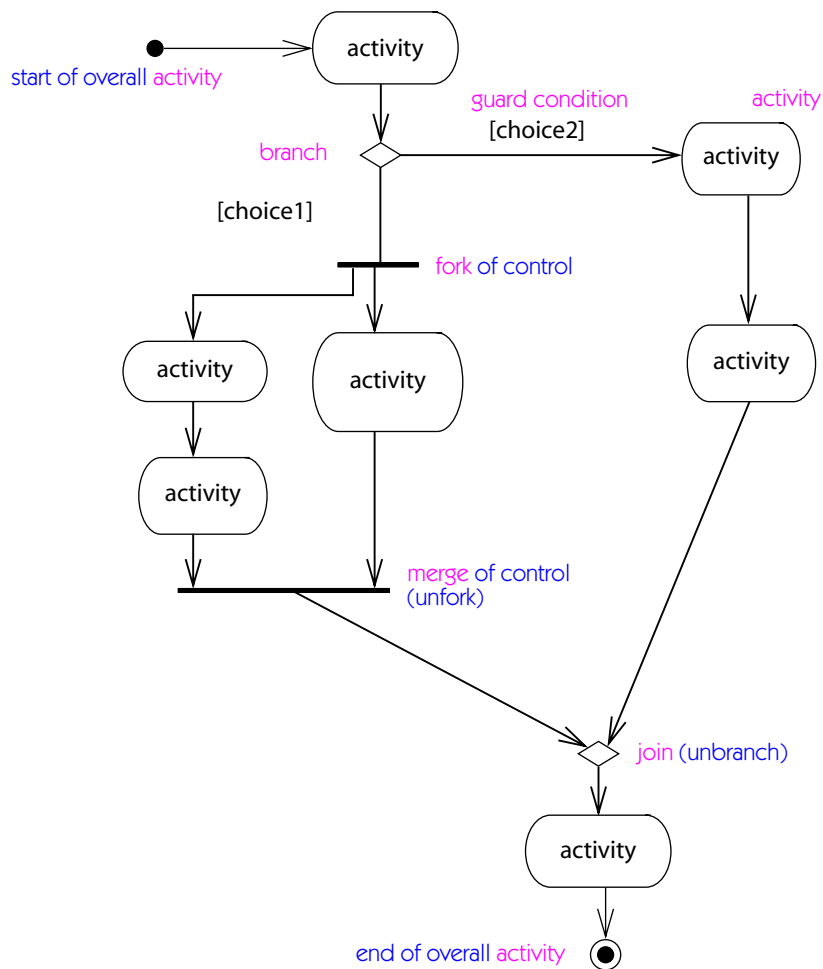 activity
start of overall activity
guard condition
activity
[choice2]
branch
activity
[choice1]
fork of control
activity
activity
activity
activity
merge of control
(unfork)
join (unbranch)
activity
end of overall activity